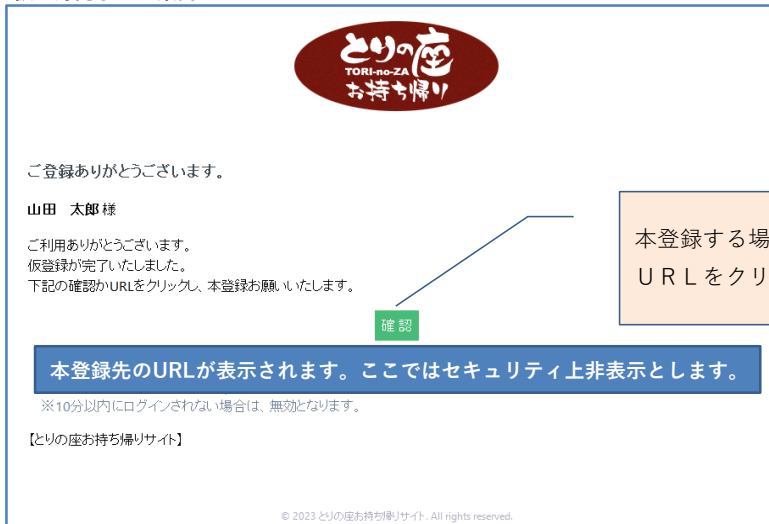 とりの座
TORI-no-ZA
お持ち帰り
ご登録ありがとうございます。
山田 太郎 様
ご利用ありがとうございます。
仮登録が完了いたしました。
下記の確認かURLをクリックし、本登録お願いいたします。
本登録する場
ＵＲＬをクリ
確認
本登録先のURLが表示されます。ここではセキュリティ上非表示とします。
※10分以内にログインされない場合は、無効となります。
【とりの座お持ち帰りサイト】
© 2023 とりの座お持ち帰りサイト. All rights reserved.